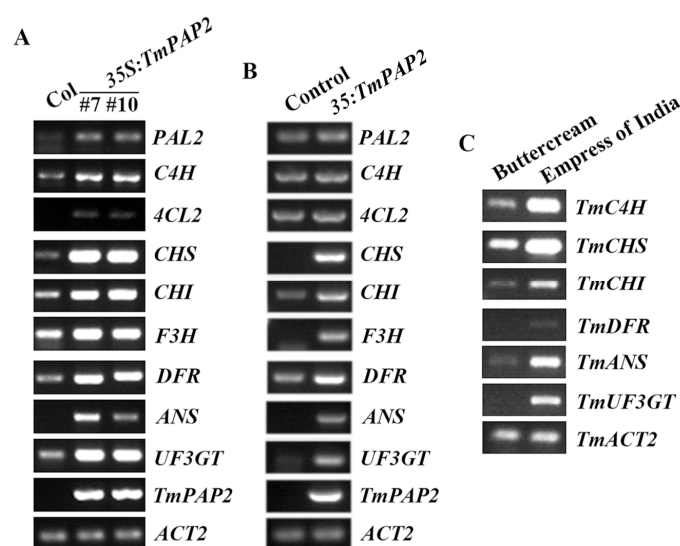 A
Col
35S:TmPAP2
#7 #10
PAL2
C4H
4CL2
CHS
CHI
F3H
DFR
ANS
UF3GT
TmPAP2
ACT2
B
Control
35:TmPAP2
PAL2
C4H
4CL2
CHS
CHI
F3H
DFR
ANS
UF3GT
TmPAP2
ACT2
C
Buttercream
Empress of India
TmC4H
TmCHS
TmCHI
TmDFR
TmANS
TmUF3GT
TmACT2